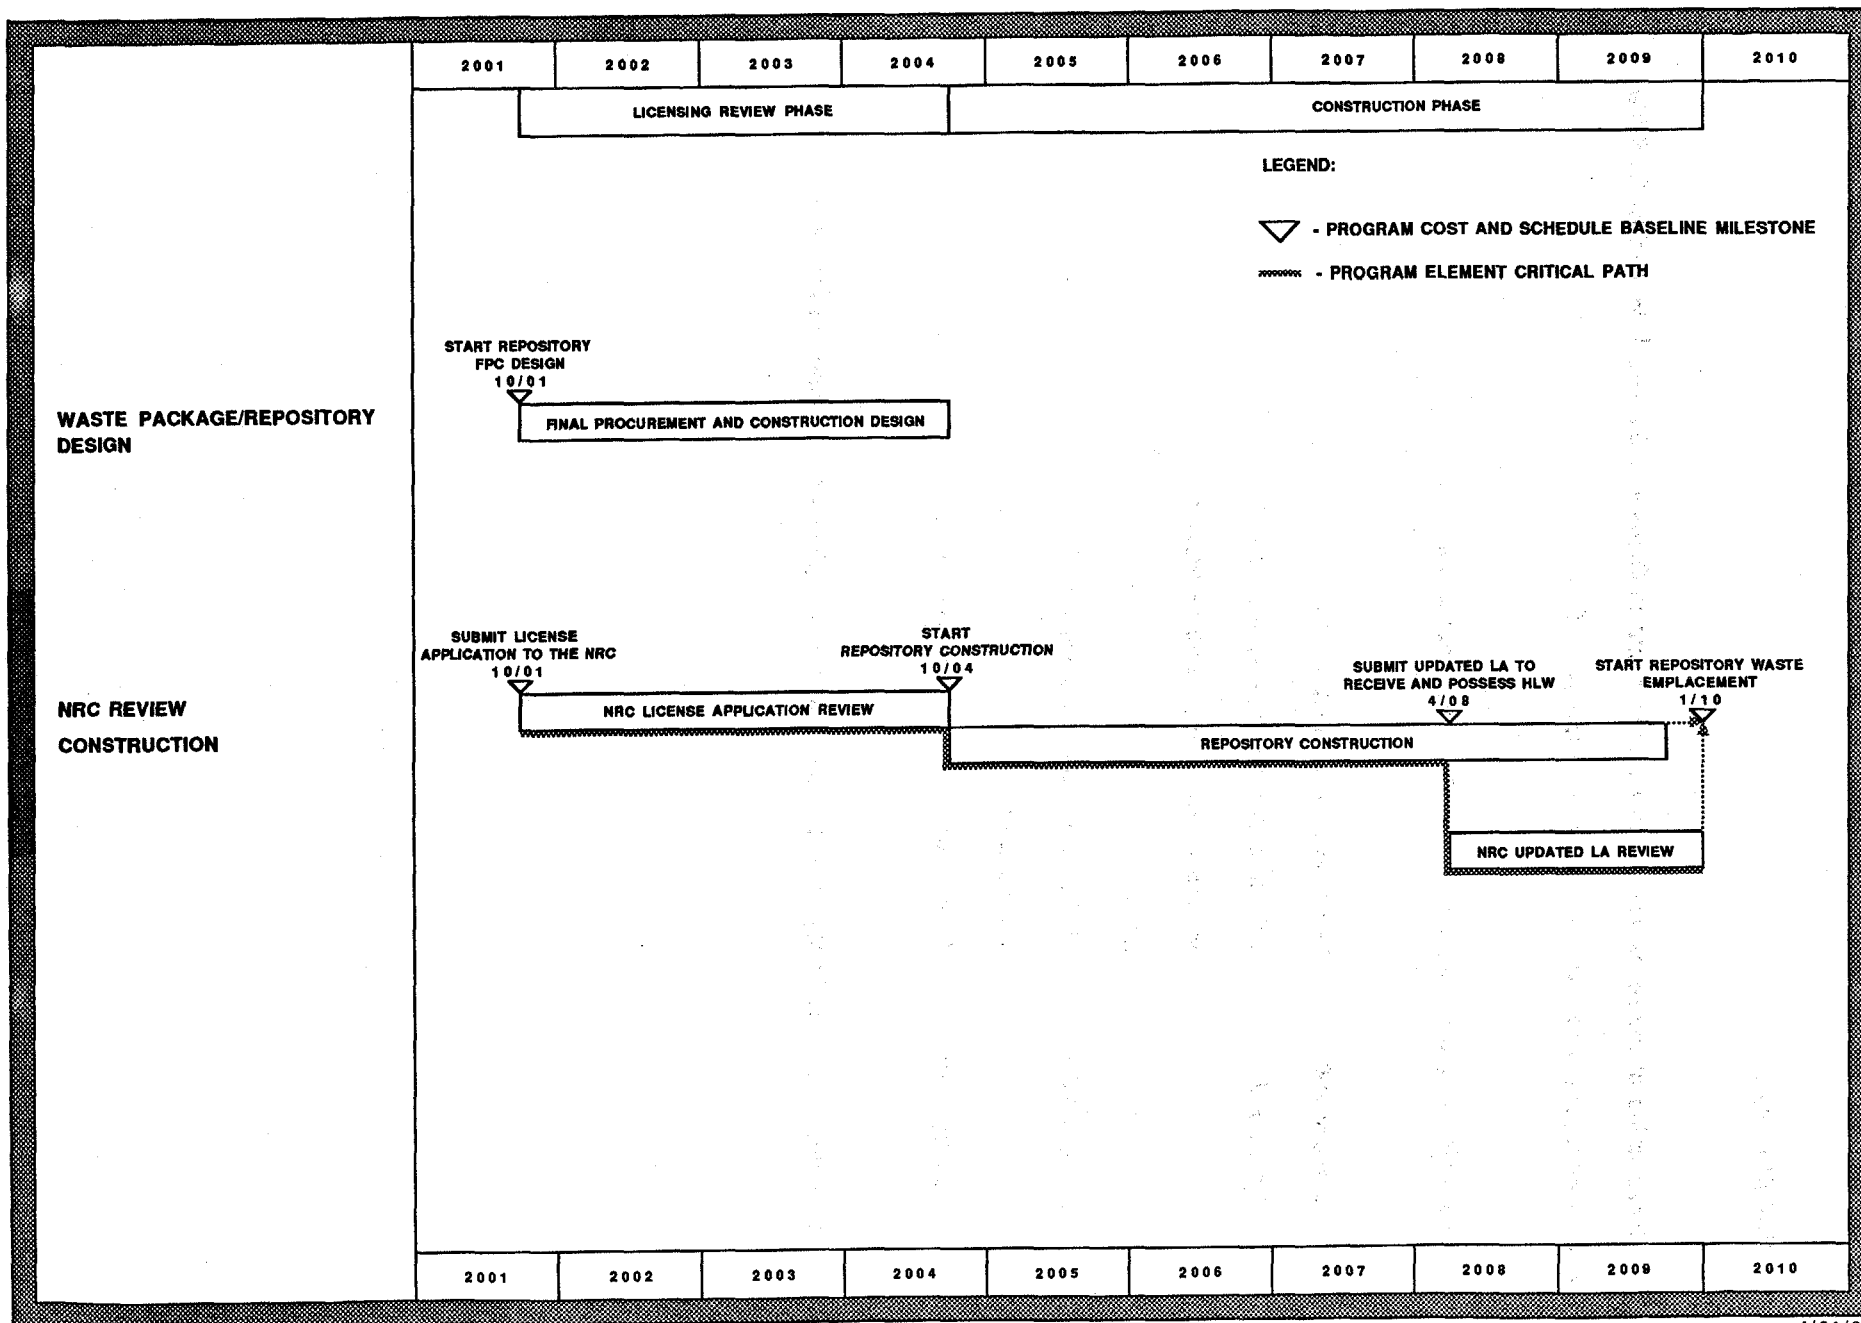 2001 2002 2003 2004 2005 2006 2007 2008 2009 2010
LICENSING REVIEW PHASE
CONSTRUCTION PHASE
LEGEND:
- PROGRAM COST AND SCHEDULE BASELINE MILESTONE
- PROGRAM ELEMENT CRITICAL PATH
START REPOSITORY
FPC DESIGN
10/01
WASTE PACKAGE/REPOSITORY
DESIGN
FINAL PROCUREMENT AND CONSTRUCTION DESIGN
SUBMIT LICENSE
APPLICATION TO THE NRC
10/01
START
REPOSITORY CONSTRUCTION
10/04
SUBMIT UPDATED LA TO
RECEIVE AND POSSESS HLW
4/08
START REPOSITORY WASTE
EMPLACEMENT
1/10
NRC REVIEW
CONSTRUCTION
NRC LICENSE APPLICATION REVIEW
REPOSITORY CONSTRUCTION
NRC UPDATED LA REVIEW
2001 2002 2003 2004 2005 2006 2007 2008 2009 2010